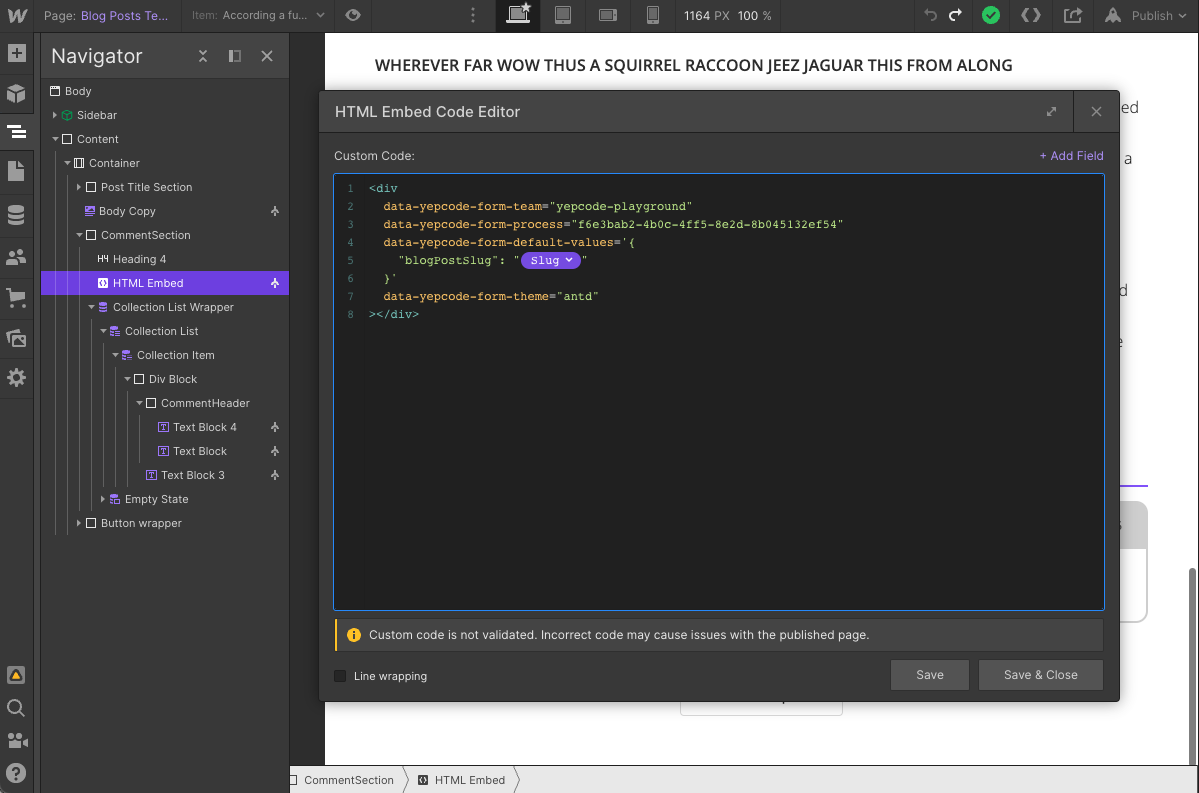 Page: Blog Posts Te...
Item: According a fu...
1164 PX 100 %
Publish
Navigator
Body
Sidebar
Content
Container
Post Title Section
Body Copy
CommentSection
H4 Heading 4
HTML Embed
Collection List Wrapper
Collection List
Collection Item
Div Block
CommentHeader
Text Block 4
Text Block
Text Block 3
Empty State
Button wrapper
WHEREVER FAR WOW THUS A SQUIRREL RACCOON JEEZ JAGUAR THIS FROM ALONG
ed
a
d
e
HTML Embed Code Editor
Custom Code:
+ Add Field
1 <div
2 data-yepcode-form-team="yepcode-playground"
3 data-yepcode-form-process="f6e3bab2-4b0c-4ff5-8e2d-8b045132ef54"
4 data-yepcode-form-default-values='{
5 "blogPostSlug": "Slug"
6 }'
7 data-yepcode-form-theme="antd"
8 ></div>
Custom code is not validated. Incorrect code may cause issues with the published page.
Line wrapping
Save
Save & Close
CommentSection
HTML Embed